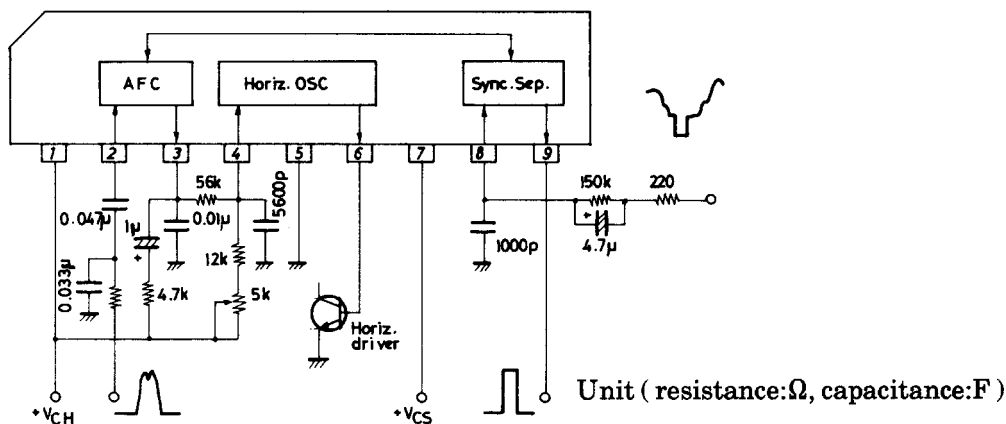 AFC Horiz. OSC Sync. Sep.
1 2 3 4 5 6 7 8 9
56k 5600p 150k 220
0.047µ 1µ 0.01µ 1000p 4.7µ
+ +
12k
0.033µ 4.7k 5k
Horiz.
driver
+VCH +VCS Unit ( resistance:Ω, capacitance:F )